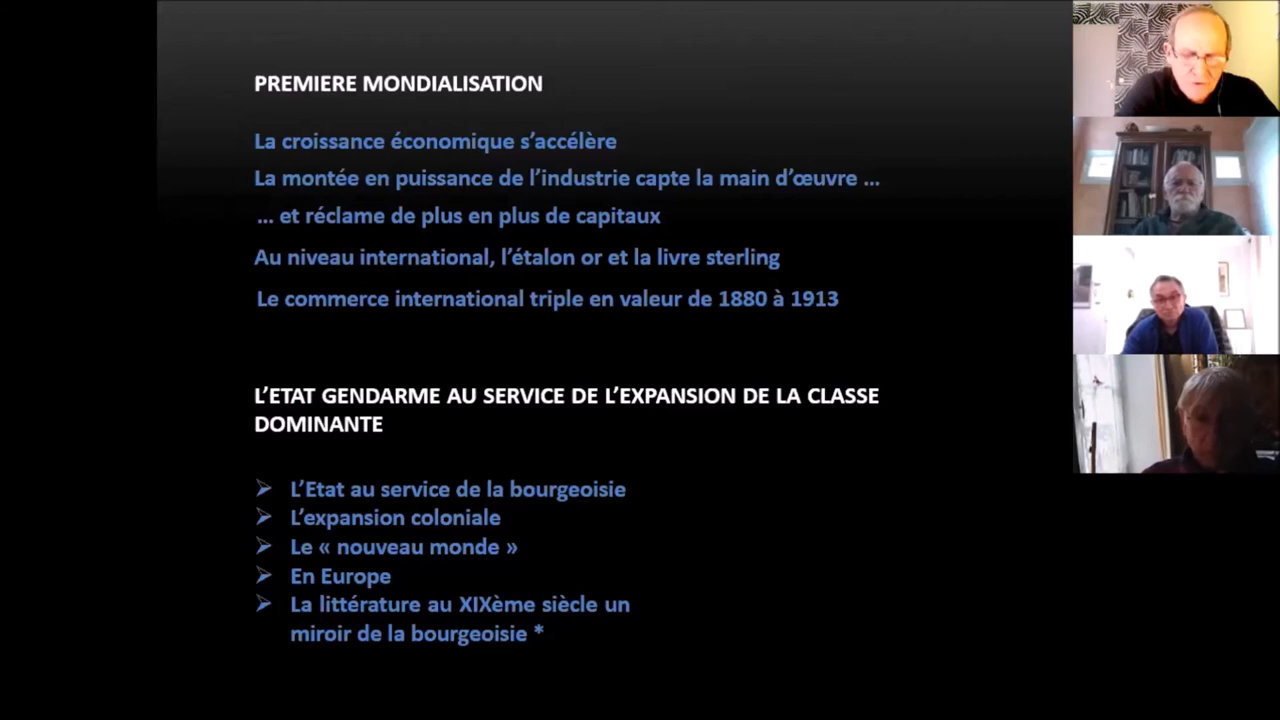 PREMIERE MONDIALISATION
La croissance économique s’accélère
La montée en puissance de l’industrie capte la main d’œuvre …
… et réclame de plus en plus de capitaux
Au niveau international, l’étalon or et la livre sterling
Le commerce international triple en valeur de 1880 à 1913
L’ETAT GENDARME AU SERVICE DE L’EXPANSION DE LA CLASSE
DOMINANTE
➢ L’Etat au service de la bourgeoisie
➢ L’expansion coloniale
➢ Le « nouveau monde »
➢ En Europe
➢ La littérature au XIXème siècle un
miroir de la bourgeoisie *